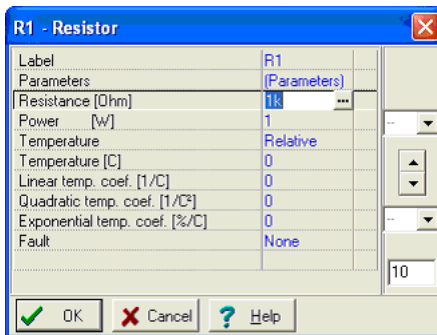 R1 - Resistor
Label R1
Parameters (Parameters)
Resistance [Ohm] 1k ...
Power [W] 1
Temperature Relative
Temperature [C] 0
Linear temp. coef. [1/C] 0
Quadratic temp. coef. [1/C²] 0
Exponential temp. coef. [%/C] 0
Fault None
--
--
10
OK Cancel ? Help